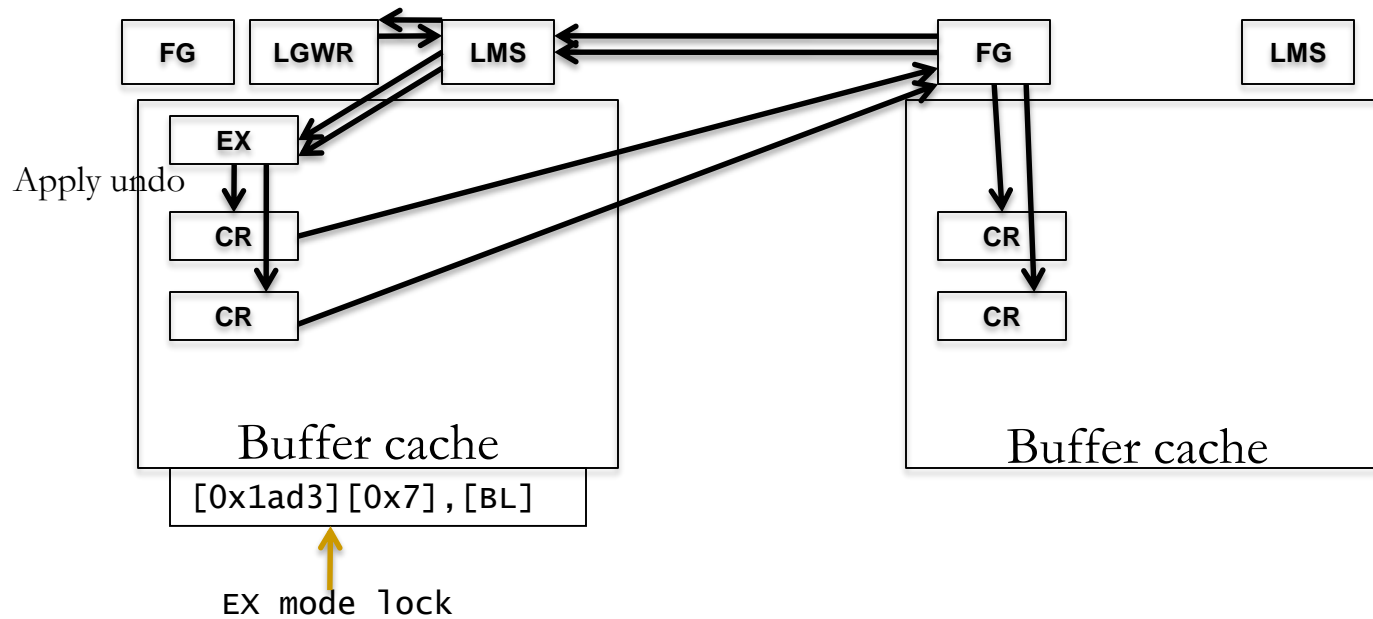 FG
LGWR
LMS
FG
LMS
EX
Apply undo
CR
CR
CR
CR
Buffer cache
Buffer cache
[0x1ad3][0x7],[BL]
EX mode lock